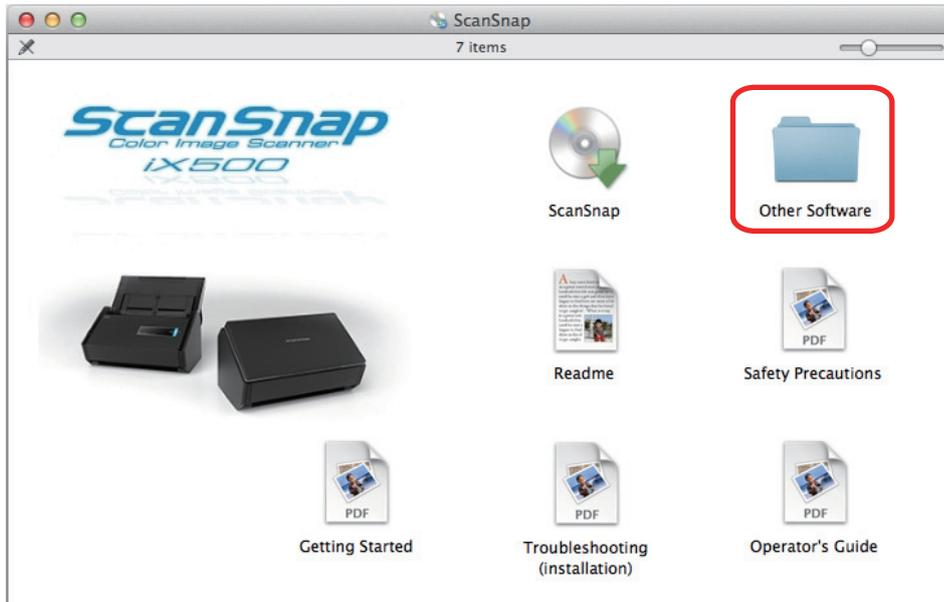 ScanSnap
7 items
ScanSnap
Color Image Scanner
iX500
ScanSnap
Other Software
PDF
Readme
Safety Precautions
PDF
PDF
PDF
Getting Started
Troubleshooting
(installation)
Operator's Guide